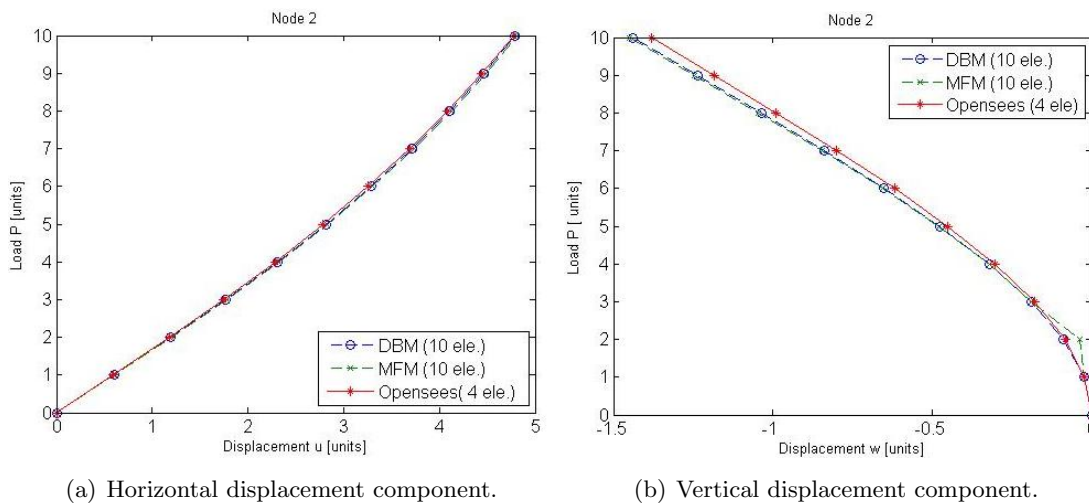 Node 2
10
9
8
7
6
5
4
3
2
1
0
Load P [units]
DBM (10 ele.)
MFM (10 ele.)
Opensees( 4 ele.)
0 1 2 3 4 5
Displacement u [units]
(a) Horizontal displacement component.
Node 2
10
9
8
7
6
5
4
3
2
1
0
Load P [ units]
DBM (10 ele.)
MFM (10 ele.)
Opensees (4 ele)
-1.5 -1 -0.5 0
Displacement w [units]
(b) Vertical displacement component.